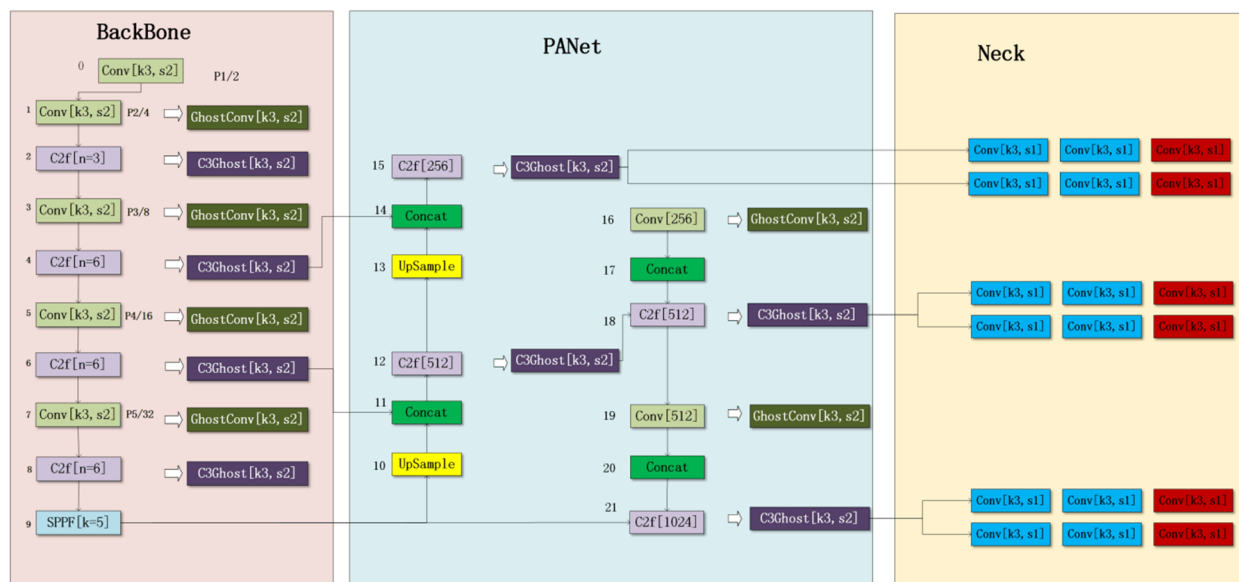 BackBone
0
Conv[k3, s2]
P1/2
1
Conv[k3, s2]
P2/4
GhostConv[k3, s2]
2
C2f[n=3]
C3Ghost[k3, s2]
3
Conv[k3, s2]
P3/8
GhostConv[k3, s2]
4
C2f[n=6]
C3Ghost[k3, s2]
5
Conv[k3, s2]
P4/16
GhostConv[k3, s2]
6
C2f[n=6]
C3Ghost[k3, s2]
7
Conv[k3, s2]
P5/32
GhostConv[k3, s2]
8
C2f[n=6]
C3Ghost[k3, s2]
9
SPPF[k=5]
PANet
15
C2f[256]
C3Ghost[k3, s2]
14
Concat
13
UpSample
12
C2f[512]
C3Ghost[k3, s2]
11
Concat
10
UpSample
16
Conv[256]
GhostConv[k3, s2]
17
Concat
18
C2f[512]
C3Ghost[k3, s2]
19
Conv[512]
GhostConv[k3, s2]
20
Concat
21
C2f[1024]
C3Ghost[k3, s2]
Neck
Conv[k3, s1] Conv[k3, s1] Conv[k3, s1]
Conv[k3, s1] Conv[k3, s1] Conv[k3, s1]
Conv[k3, s1] Conv[k3, s1] Conv[k3, s1]
Conv[k3, s1] Conv[k3, s1] Conv[k3, s1]
Conv[k3, s1] Conv[k3, s1] Conv[k3, s1]
Conv[k3, s1] Conv[k3, s1] Conv[k3, s1]